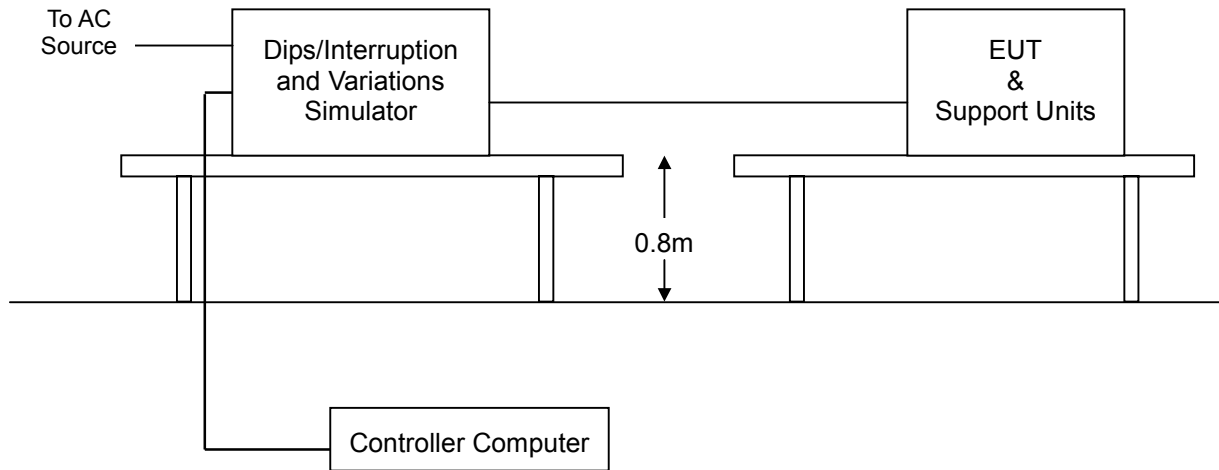 To AC
Source
Dips/Interruption
and Variations
Simulator
EUT
&
Support Units
0.8m
Controller Computer